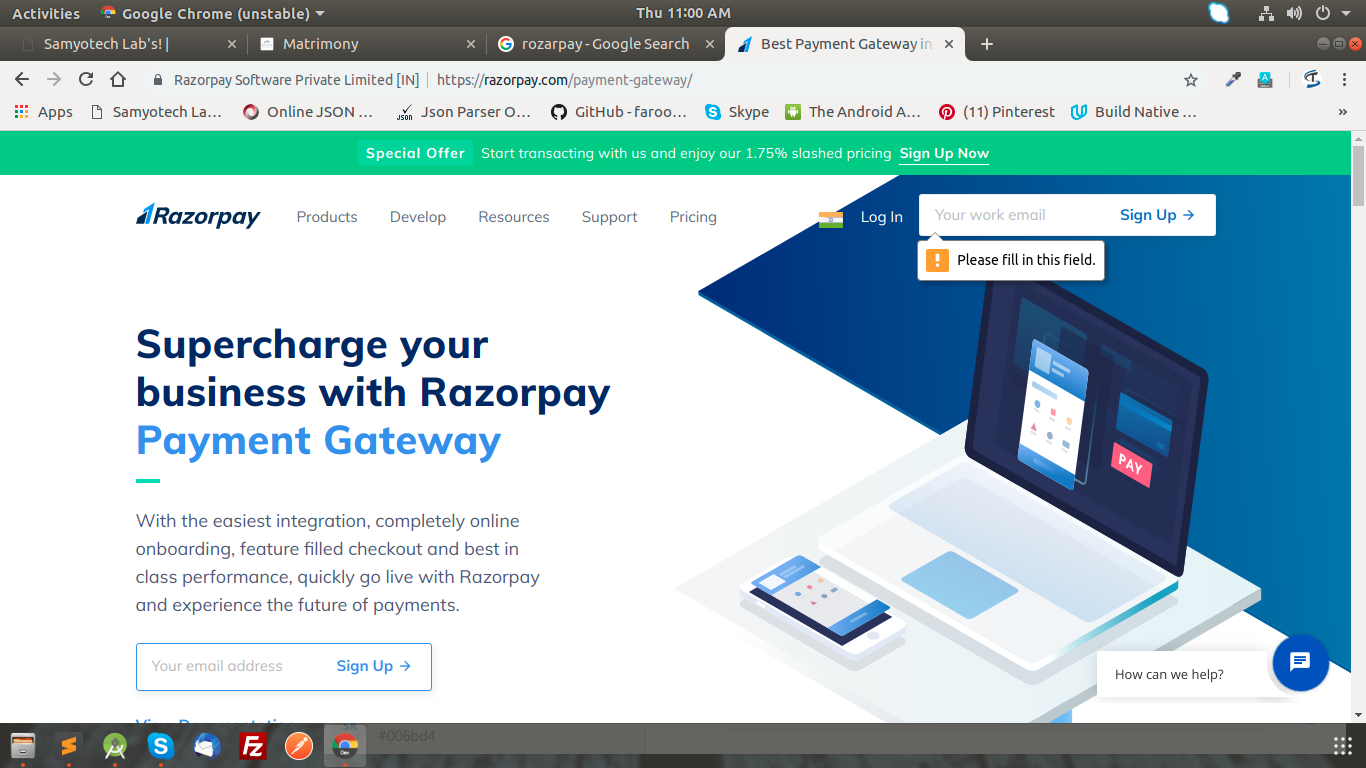 Activities
Google Chrome (unstable)
Thu 11:00 AM
Samyotech Lab's! |
Matrimony
rozarpay - Google Search
Best Payment Gateway in
Razorpay Software Private Limited [IN]
https://razorpay.com/payment-gateway/
Apps
Samyotech La...
Online JSON ...
JSON
Json Parser O...
GitHub - faroo...
Skype
The Android A...
(11) Pinterest
Build Native ...
»
Special Offer Start transacting with us and enjoy our 1.75% slashed pricing Sign Up Now
Razorpay
Products
Develop
Resources
Support
Pricing
Log In
Your work email
Sign Up →
Please fill in this field.
Supercharge your
business with Razorpay
Payment Gateway
PAY
With the easiest integration, completely online
onboarding, feature filled checkout and best in
class performance, quickly go live with Razorpay
and experience the future of payments.
Your email address
Sign Up →
How can we help?
#006bd4
Dev